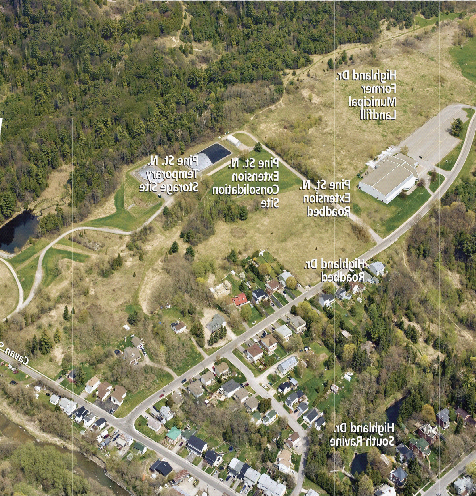 Highland Dr.
Former
Municipal
Landfill
Pine St. N.
Temporary
Storage Site
Pine St. N.
Extension
Consolidation
Site
Pine St. N.
Extension
Roadbed
Highland Dr.
Roadbed
Cavan S
Highland Dr.
South Ravine